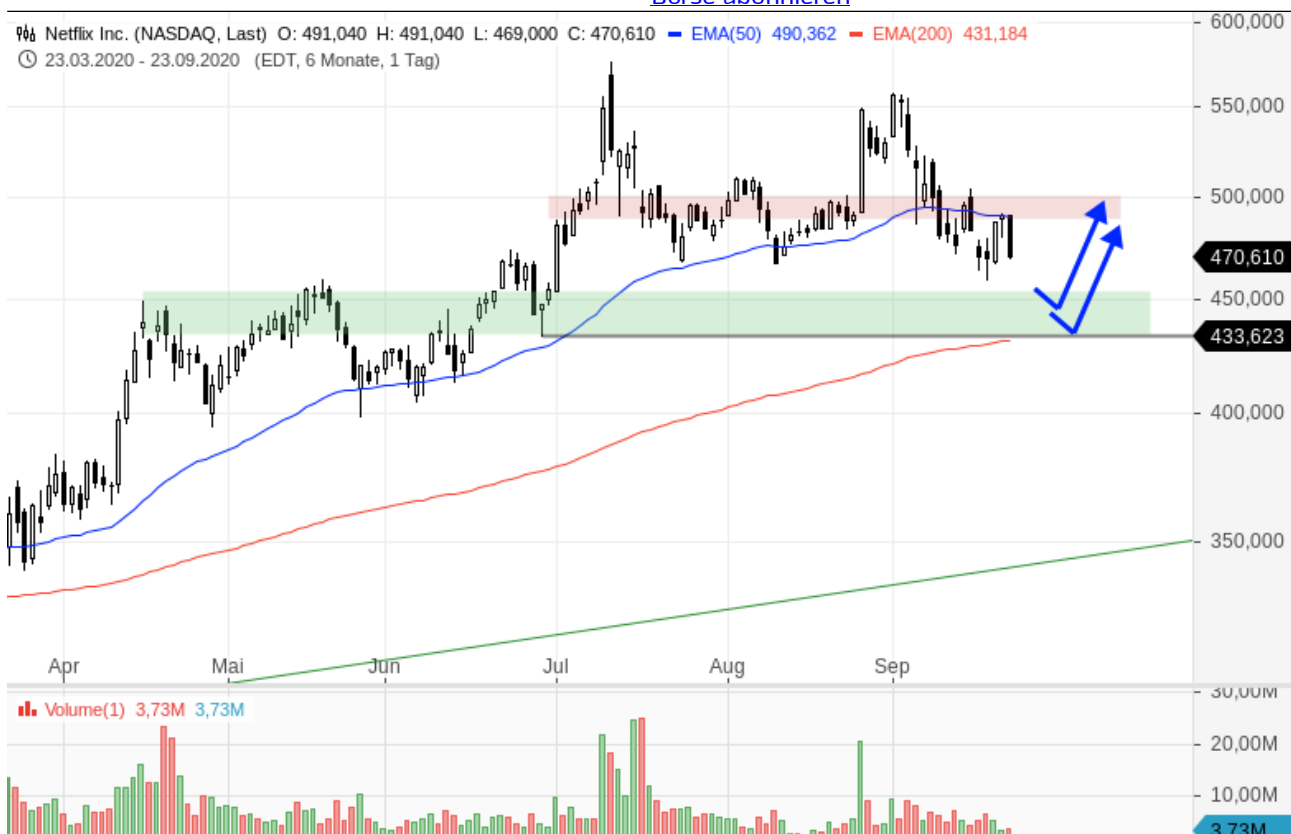 Börse abonnieren
Netflix Inc. (NASDAQ, Last) O: 491,040 H: 491,040 L: 469,000 C: 470,610 EMA(50) 490,362 EMA(200) 431,184
23.03.2020 - 23.09.2020 (EDT, 6 Monate, 1 Tag)
600,000
550,000
500,000
470,610
450,000
433,623
400,000
350,000
Apr Mai Jun Jul Aug Sep
Volume(1) 3,73M 3,73M
30,00M
20,00M
10,00M
3,73M